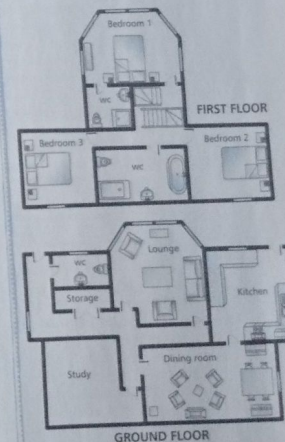 Bedroom 1
WC
FIRST FLOOR
Bedroom 3
WC
Bedroom 2
Lounge
WC
Storage
Kitchen
Study
Dining room
GROUND FLOOR